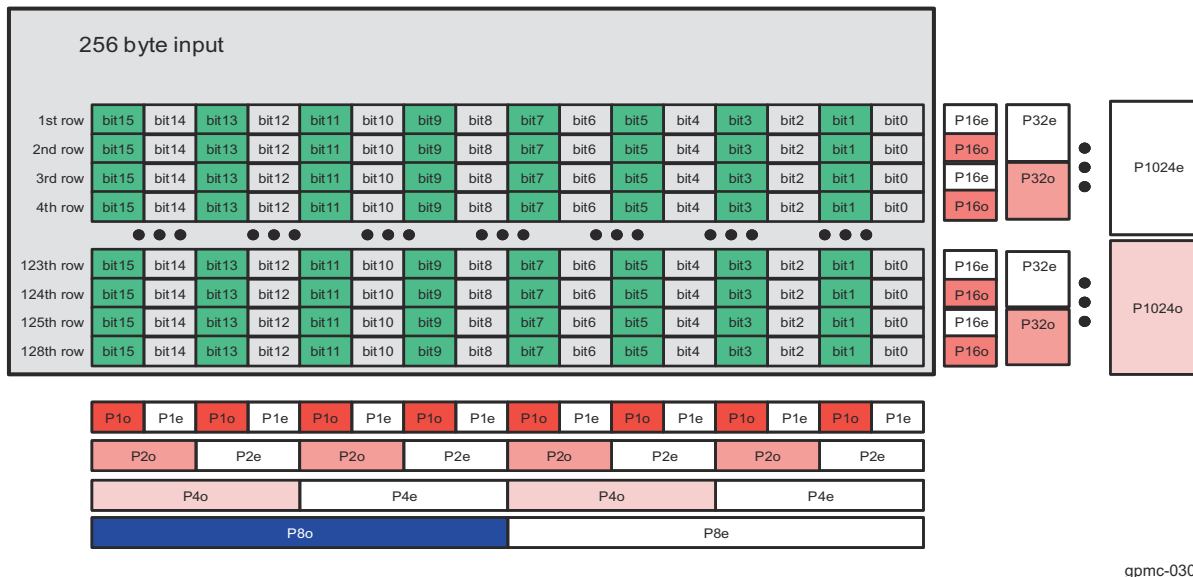 256 byte input
1st row bit15 bit14 bit13 bit12 bit11 bit10 bit9 bit8 bit7 bit6 bit5 bit4 bit3 bit2 bit1 bit0 P16e P32e
2nd row bit15 bit14 bit13 bit12 bit11 bit10 bit9 bit8 bit7 bit6 bit5 bit4 bit3 bit2 bit1 bit0 P16o
3rd row bit15 bit14 bit13 bit12 bit11 bit10 bit9 bit8 bit7 bit6 bit5 bit4 bit3 bit2 bit1 bit0 P16e P32o P1024e
4th row bit15 bit14 bit13 bit12 bit11 bit10 bit9 bit8 bit7 bit6 bit5 bit4 bit3 bit2 bit1 bit0 P16o
123th row bit15 bit14 bit13 bit12 bit11 bit10 bit9 bit8 bit7 bit6 bit5 bit4 bit3 bit2 bit1 bit0 P16e P32e
124th row bit15 bit14 bit13 bit12 bit11 bit10 bit9 bit8 bit7 bit6 bit5 bit4 bit3 bit2 bit1 bit0 P16o
125th row bit15 bit14 bit13 bit12 bit11 bit10 bit9 bit8 bit7 bit6 bit5 bit4 bit3 bit2 bit1 bit0 P16e P32o P1024o
128th row bit15 bit14 bit13 bit12 bit11 bit10 bit9 bit8 bit7 bit6 bit5 bit4 bit3 bit2 bit1 bit0 P16o
P1o P1e P1o P1e P1o P1e P1o P1e P1o P1e P1o P1e P1o P1e P1o P1e
P2o P2e P2o P2e P2o P2e P2o P2e
P4o P4e P4o P4e
P8o P8e
gpmc-030